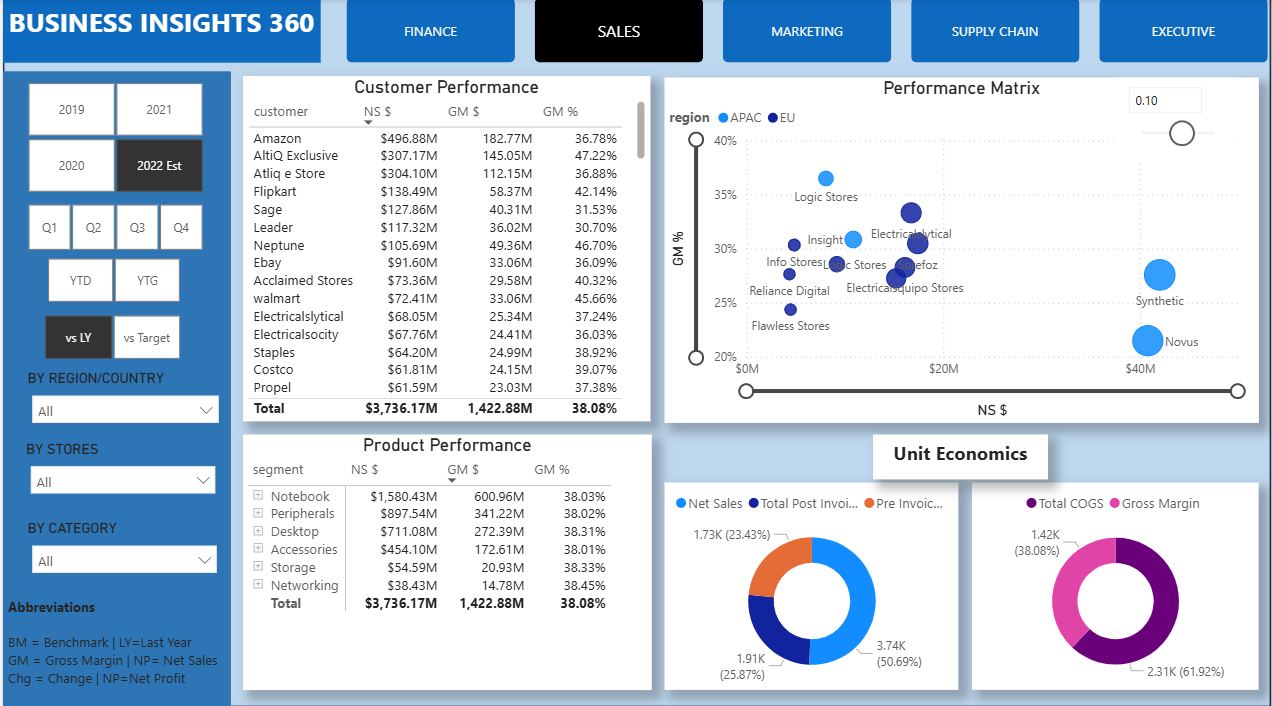 BUSINESS INSIGHTS 360
FINANCE
SALES
MARKETING
SUPPLY CHAIN
EXECUTIVE
2019
2021
2020
2022 Est
Q1
Q2
Q3
Q4
YTD
YTG
vs LY
vs Target
BY REGION/COUNTRY
All
BY STORES
All
BY CATEGORY
All
Abbreviations
BM = Benchmark | LY=Last Year
GM = Gross Margin | NP= Net Sales
Chg = Change | NP=Net Profit
Customer Performance
customer NS $ GM $ GM %
Amazon $496.88M 182.77M 36.78%
AltiQ Exclusive $307.17M 145.05M 47.22%
Atliq e Store $304.10M 112.15M 36.88%
Flipkart $138.49M 58.37M 42.14%
Sage $127.86M 40.31M 31.53%
Leader $117.32M 36.02M 30.70%
Neptune $105.69M 49.36M 46.70%
Ebay $91.60M 33.06M 36.09%
Acclaimed Stores $73.36M 29.58M 40.32%
walmart $72.41M 33.06M 45.66%
Electricalslytical $68.05M 25.34M 37.24%
Electricalsocity $67.76M 24.41M 36.03%
Staples $64.20M 24.99M 38.92%
Costco $61.81M 24.15M 39.07%
Propel $61.59M 23.03M 37.38%
Total $3,736.17M 1,422.88M 38.08%
Product Performance
segment NS $ GM $ GM %
Notebook $1,580.43M 600.96M 38.03%
Peripherals $897.54M 341.22M 38.02%
Desktop $711.08M 272.39M 38.31%
Accessories $454.10M 172.61M 38.01%
Storage $54.59M 20.93M 38.33%
Networking $38.43M 14.78M 38.45%
Total $3,736.17M 1,422.88M 38.08%
Performance Matrix
0.10
region APAC EU
GM %
40%
35%
30%
25%
20%
Logic Stores
Electricalslytical
Insight
Info Stores
Logic Stores
Sorefoz
Reliance Digital
Electricalsquipo Stores
Flawless Stores
Synthetic
Novus
$0M $20M $40M
NS $
Unit Economics
Net Sales Total Post Invoi... Pre Invoic...
1.73K (23.43%)
1.91K
(25.87%)
3.74K
(50.69%)
Total COGS Gross Margin
1.42K
(38.08%)
2.31K (61.92%)